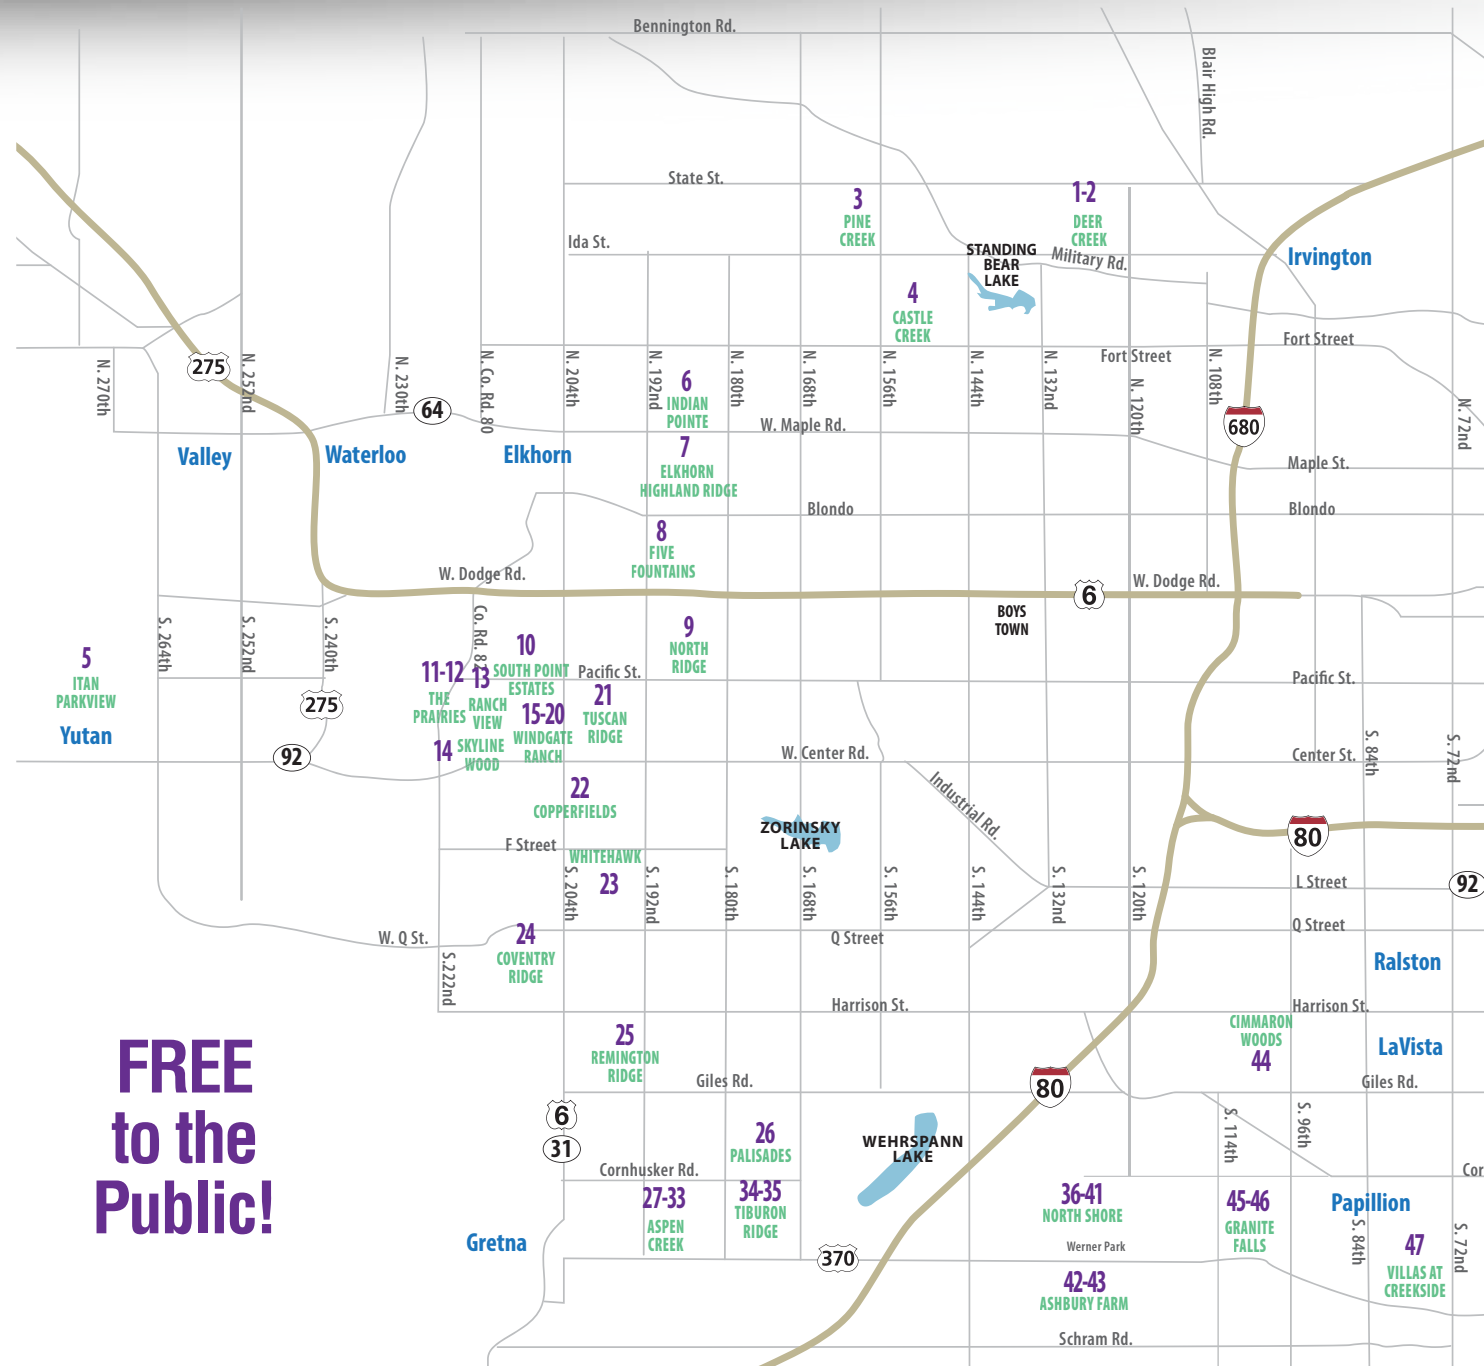 Bennington Rd.
Blair High Rd.
State St.
3
PINE
CREEK
1-2
DEER
CREEK
Ida St.
STANDING
BEAR
LAKE
Military Rd.
Irvington
4
CASTLE
CREEK
Fort Street
Fort Street
275
N. 270th
N. 252nd
N. 230th
64
N. Co. Rd. 80
N. 204th
N. 192nd
N. 180th
N. 168th
N. 156th
N. 144th
N. 132nd
N. 120th
N. 108th
N. 72nd
6
INDIAN
POINTE
W. Maple Rd.
680
Valley
Waterloo
Elkhorn
7
ELKHORN
HIGHLAND RIDGE
Maple St.
Blondo
Blondo
8
FIVE
FOUNTAINS
W. Dodge Rd.
6
W. Dodge Rd.
BOYS
TOWN
S. 264th
S. 252nd
S. 240th
Co. Rd. 82
5
ITAN
PARKVIEW
Yutan
275
92
9
NORTH
RIDGE
10
SOUTH POINT
ESTATES
Pacific St.
Pacific St.
11-12
THE
PRAIRIES
13
RANCH
VIEW
14
SKYLINE
WOOD
15-20
WINDGATE
RANCH
21
TUSCAN
RIDGE
W. Center Rd.
Center St.
S. 84th
S. 72nd
22
COPPERFIELDS
Industrial Rd.
ZORINSKY
LAKE
80
F Street
WHITEHAWK
23
S. 204th
S. 192nd
S. 180th
S. 168th
S. 156th
S. 144th
S. 132nd
S. 120th
L Street
92
Q Street
W. Q St.
24
COVENTRY
RIDGE
Q Street
S.222nd
Ralston
Harrison St.
Harrison St.
CIMMARON
WOODS
44
LaVista
25
REMINGTON
RIDGE
Giles Rd.
80
Giles Rd.
FREE
to the
Public!
6
31
26
PALISADES
WEHRSPANN
LAKE
S. 114th
S. 96th
Cornhusker Rd.
Cor
27-33
ASPEN
CREEK
34-35
TIBURON
RIDGE
36-41
NORTH SHORE
45-46
GRANITE
FALLS
Papillion
S. 84th
S. 72nd
Gretna
370
Werner Park
47
VILLAS AT
CREEKSIDE
42-43
ASHBURY FARM
Schram Rd.